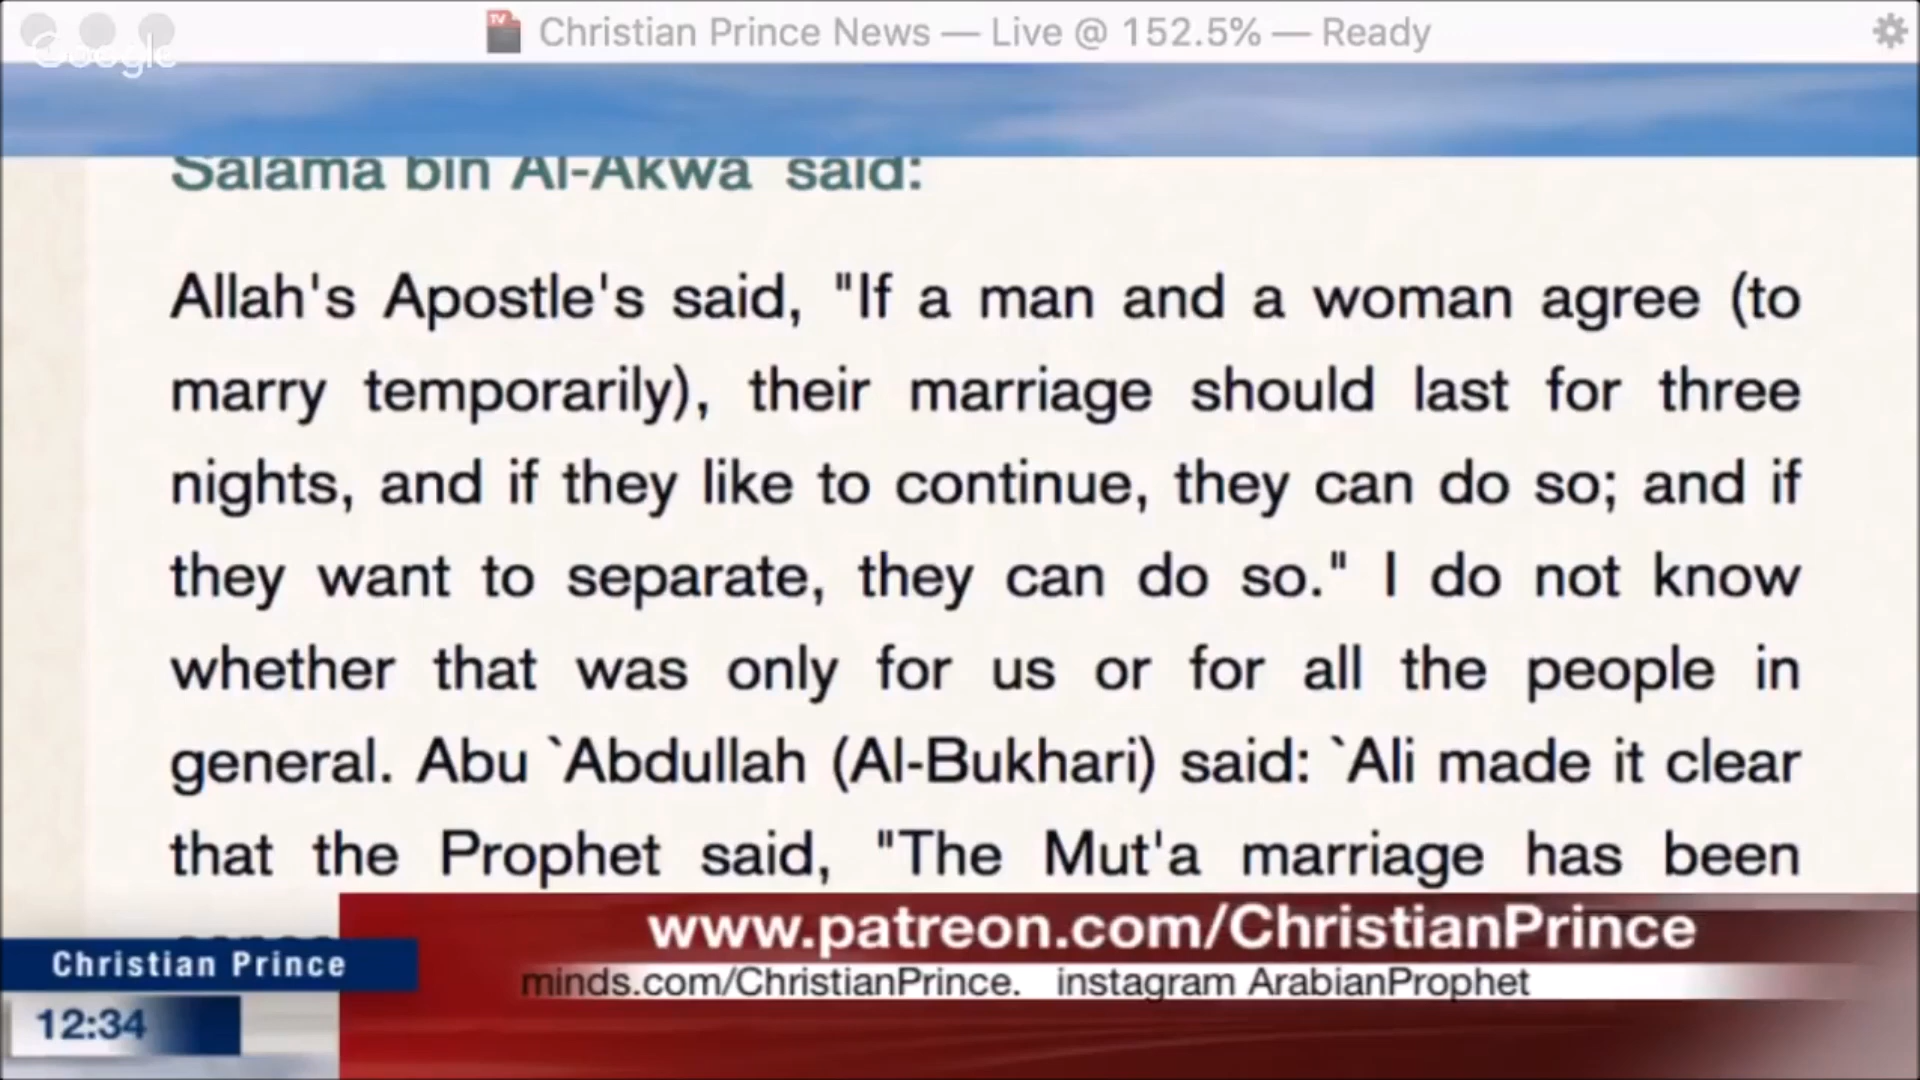 Christian Prince News — Live @ 152.5% — Ready
Google
Salama bin Al-Akwa said:
Allah's Apostle's said, "If a man and a woman agree (to
marry temporarily), their marriage should last for three
nights, and if they like to continue, they can do so; and if
they want to separate, they can do so." I do not know
whether that was only for us or for all the people in
general. Abu `Abdullah (Al-Bukhari) said: `Ali made it clear
that the Prophet said, "The Mut'a marriage has been
www.patreon.com/ChristianPrince
Christian Prince
minds.com/ChristianPrince. instagram ArabianProphet
12:34